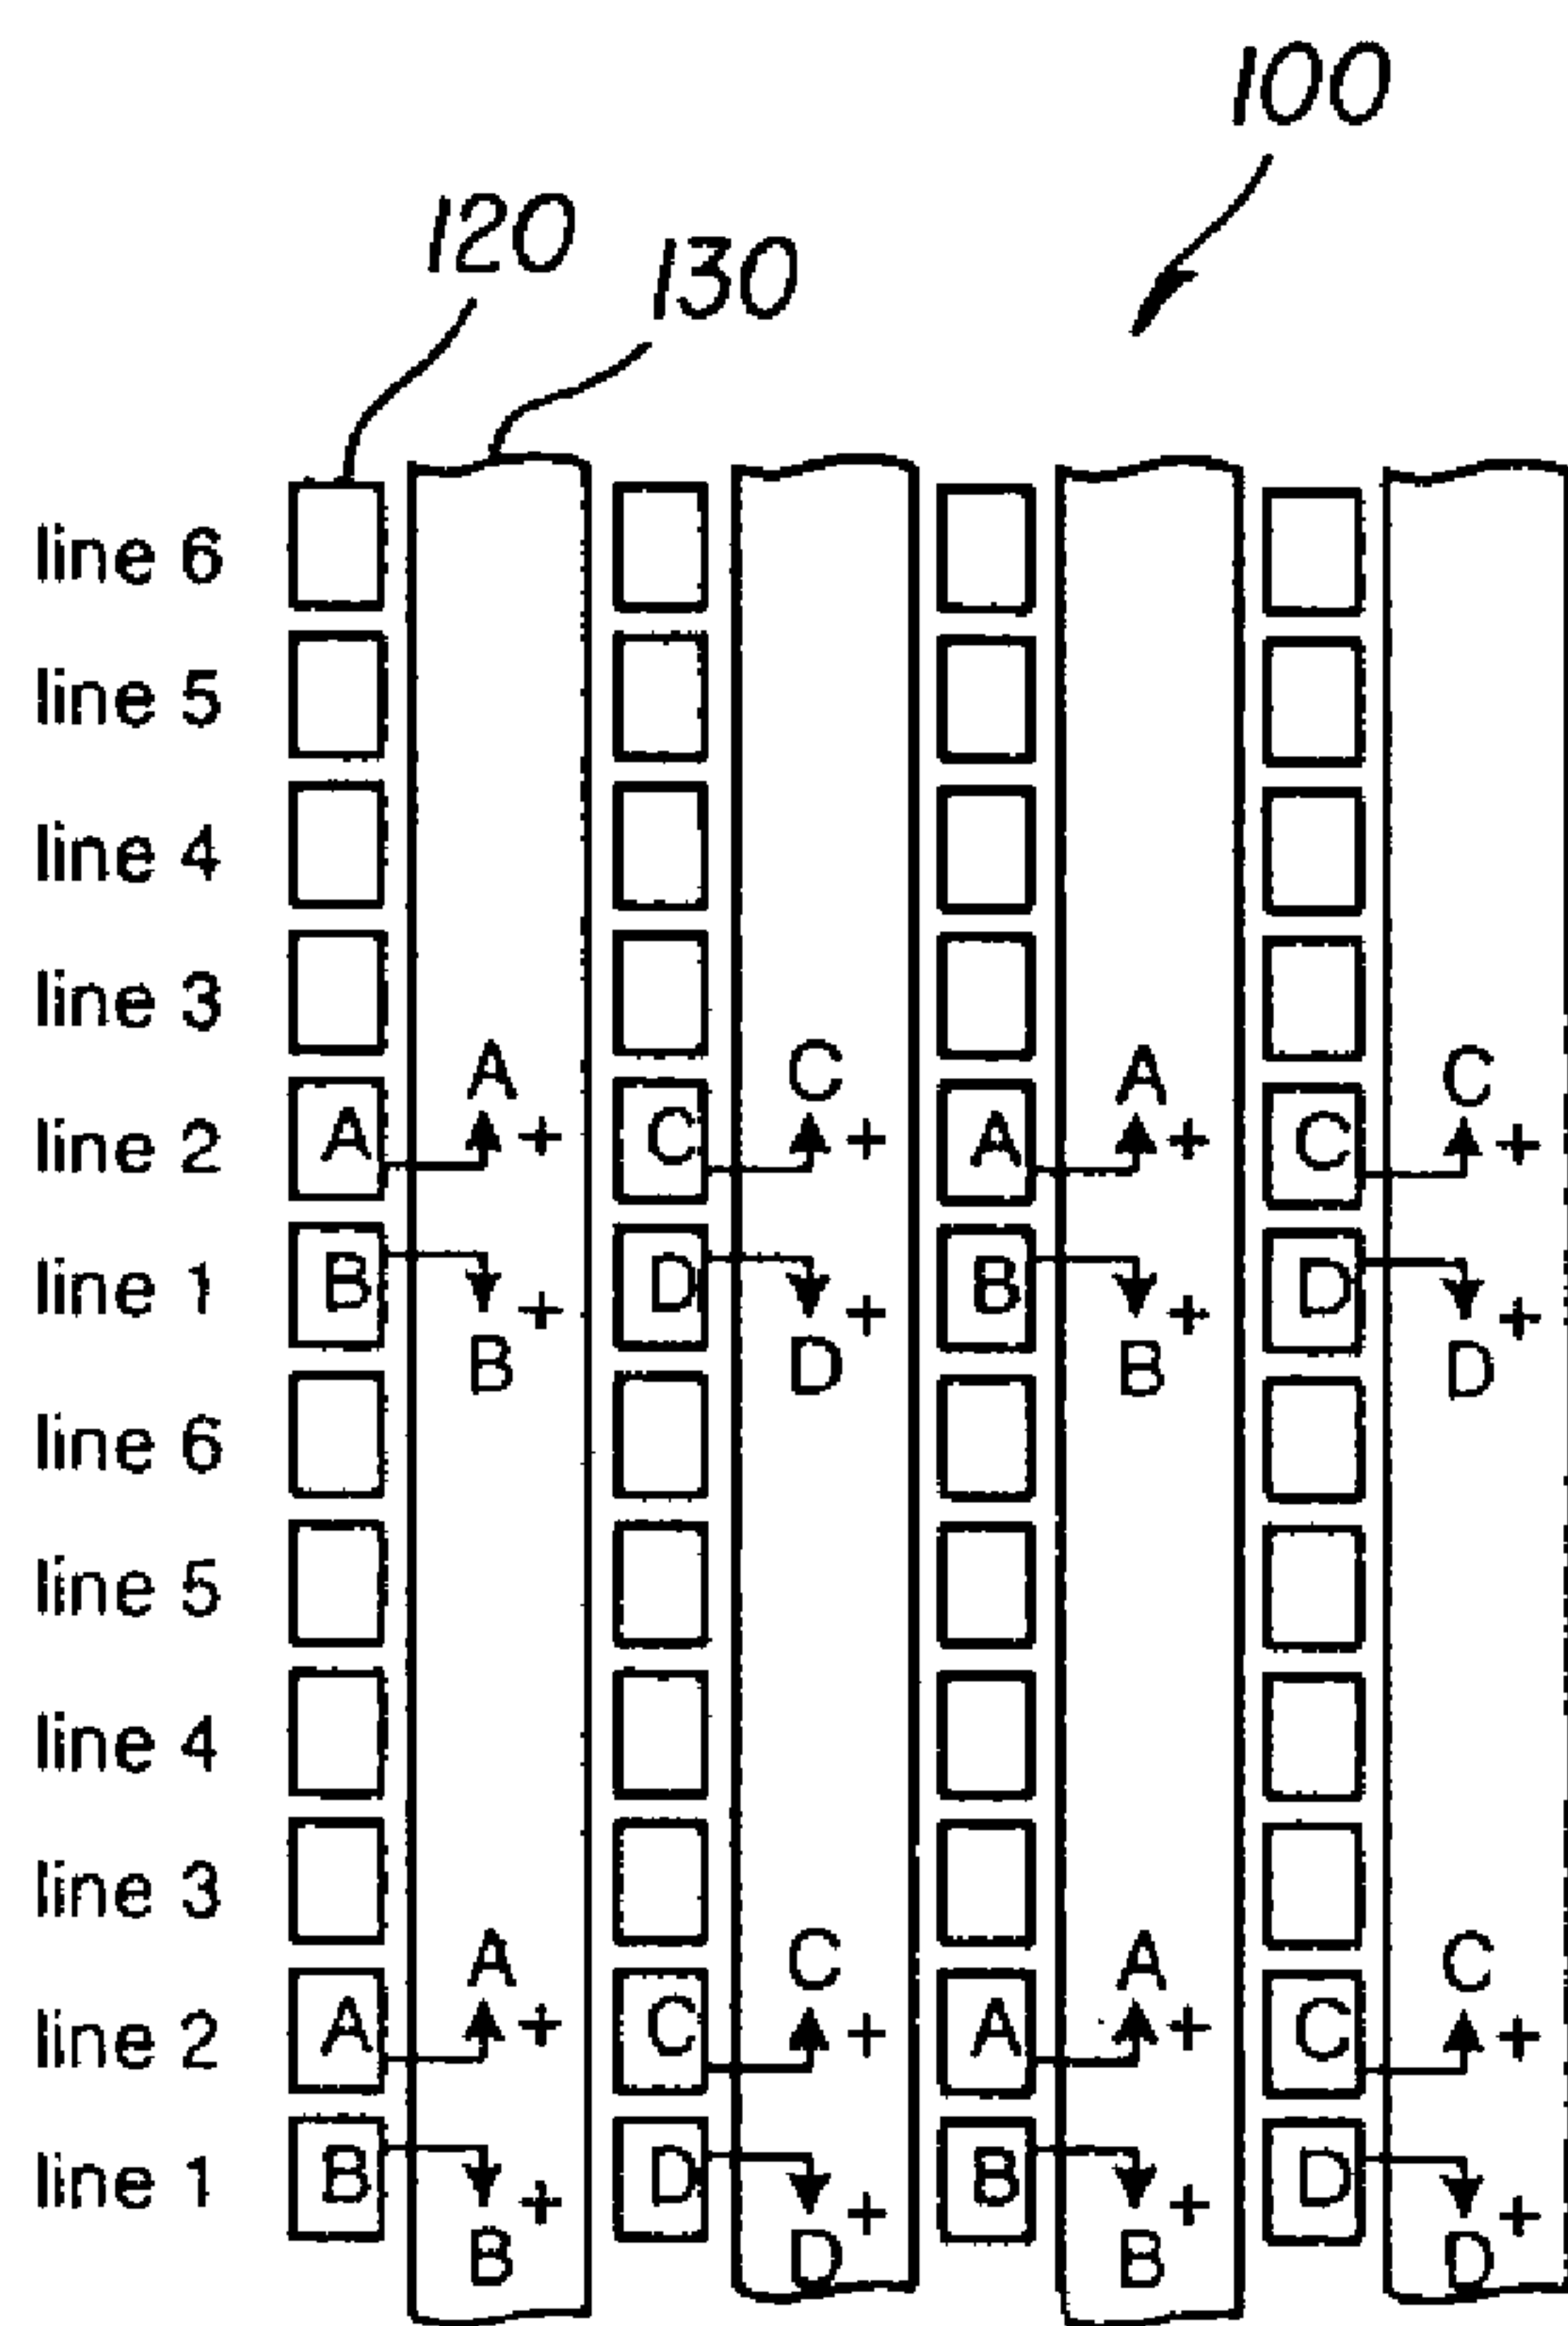 100
120
130
line 6
line 5
line 4
line 3
A C A C
line 2 A + C + A + C +
line 1 B + D + B + D +
B D B D
line 6
line 5
line 4
line 3
A C A C
line 2 A + C + A + C +
line 1 B + D + B + D +
B D B D